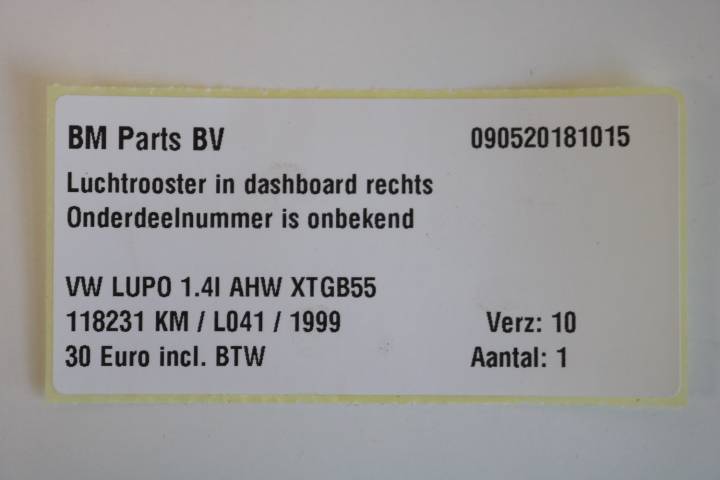 BM Parts BV 090520181015
Luchtrooster in dashboard rechts
Onderdeelnummer is onbekend
VW LUPO 1.4I AHW XTGB55
118231 KM / L041 / 1999 Verz: 10
30 Euro incl. BTW Aantal: 1